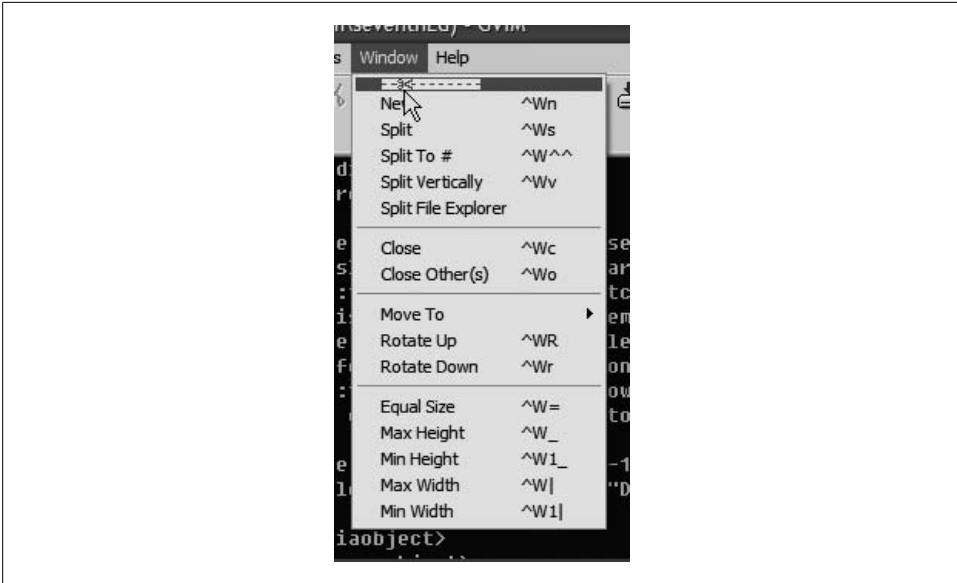 Window Help
New ^Wn
Split ^Ws
Split To # ^W^^
Split Vertically ^Wv
Split File Explorer
Close ^Wc
Close Other(s) ^Wo
Move To
Rotate Up ^WR
Rotate Down ^Wr
Equal Size ^W=
Max Height ^W_
Min Height ^W1_
Max Width ^W|
Min Width ^W1|
iaobject>